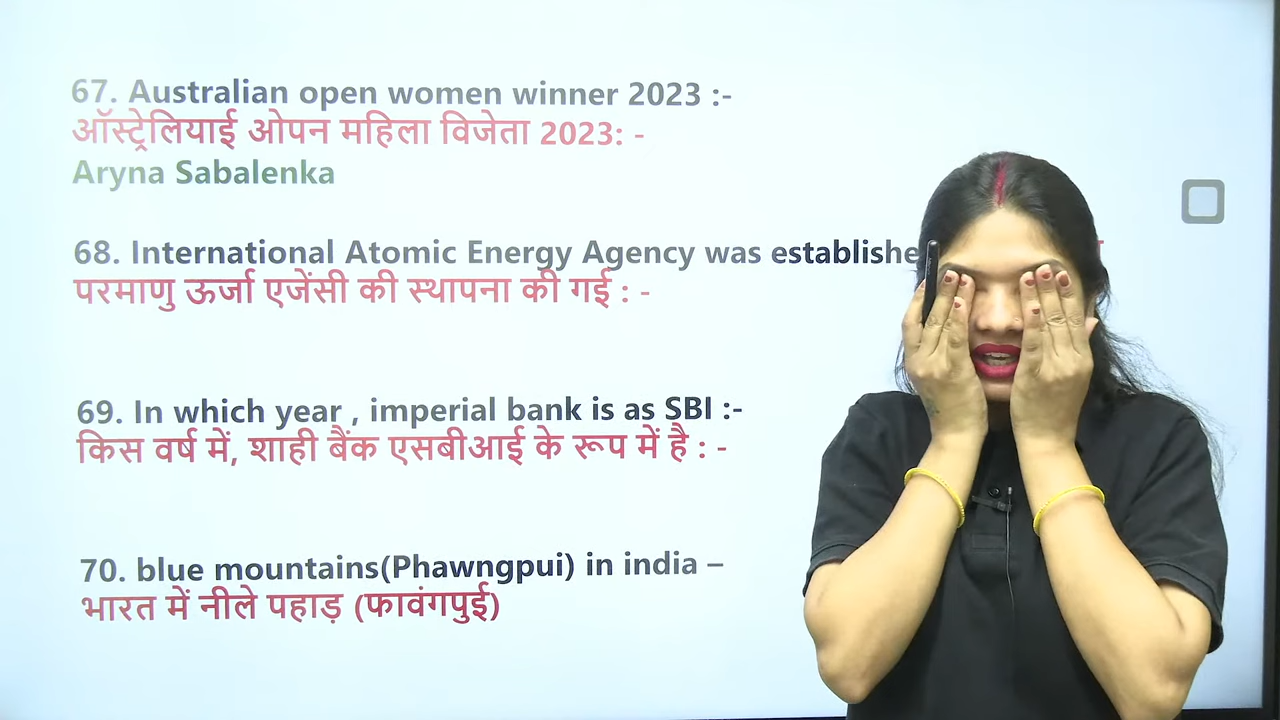 67. Australian open women winner 2023 :-
ऑस्ट्रेलियाई ओपन महिला विजेता 2023: -
Aryna Sabalenka
68. International Atomic Energy Agency was establishe
परमाणु ऊर्जा एजेंसी की स्थापना की गई : -
69. In which year , imperial bank is as SBI :-
किस वर्ष में, शाही बैंक एसबीआई के रूप में है : -
70. blue mountains(Phawngpui) in india –
भारत में नीले पहाड़ (फावंगपुई)